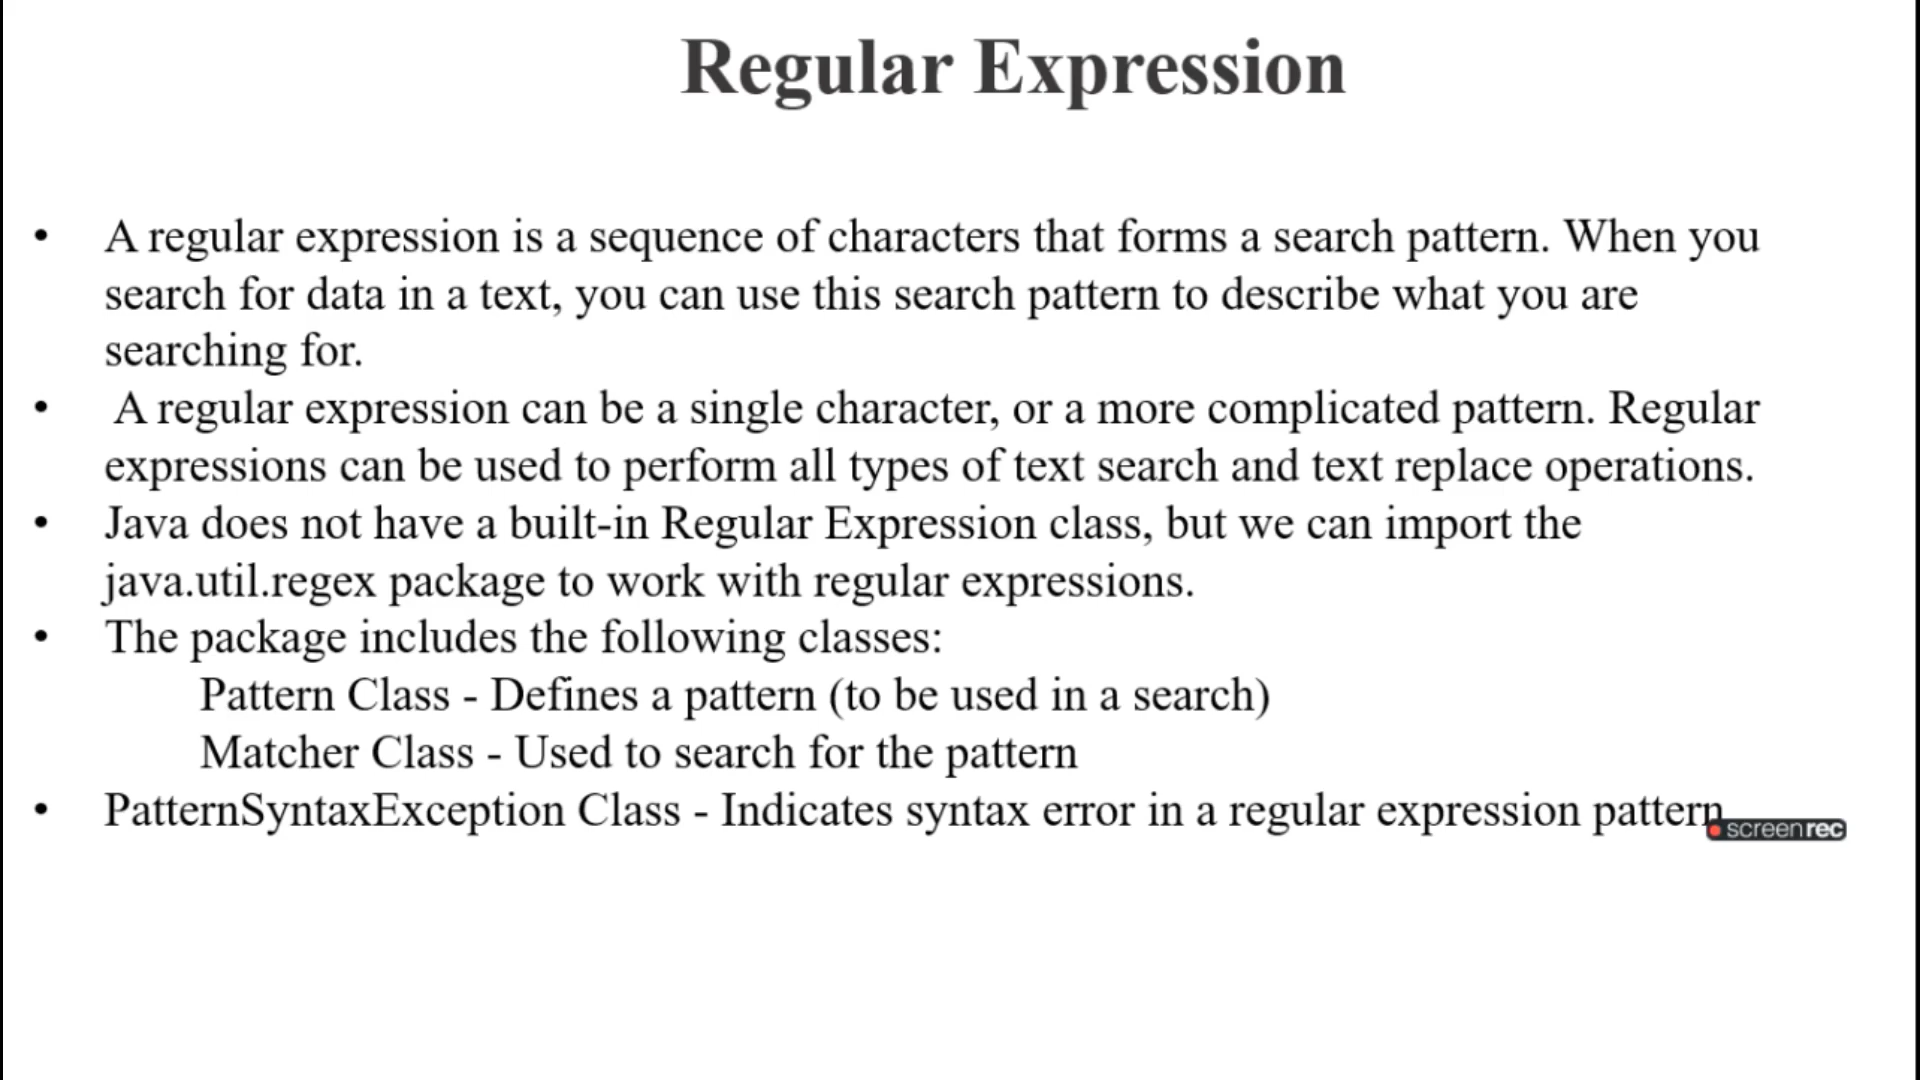 Regular Expression
• A regular expression is a sequence of characters that forms a search pattern. When you
search for data in a text, you can use this search pattern to describe what you are
searching for.
• A regular expression can be a single character, or a more complicated pattern. Regular
expressions can be used to perform all types of text search and text replace operations.
• Java does not have a built-in Regular Expression class, but we can import the
java.util.regex package to work with regular expressions.
• The package includes the following classes:
Pattern Class - Defines a pattern (to be used in a search)
Matcher Class - Used to search for the pattern
• PatternSyntaxException Class - Indicates syntax error in a regular expression pattern
screenrec